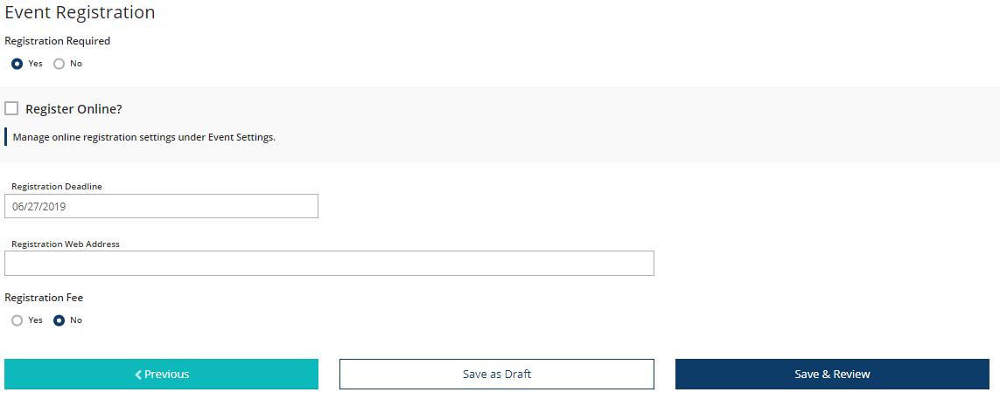 Event Registration
Registration Required
Yes No
Register Online?
Manage online registration settings under Event Settings.
Registration Deadline
06/27/2019
Registration Web Address
Registration Fee
Yes No
Previous Save as Draft Save & Review